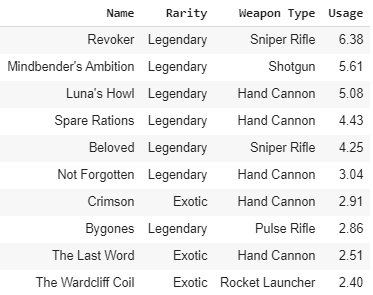 Name Rarity Weapon Type Usage
Revoker Legendary Sniper Rifle 6.38
Mindbender's Ambition Legendary Shotgun 5.61
Luna's Howl Legendary Hand Cannon 5.08
Spare Rations Legendary Hand Cannon 4.43
Beloved Legendary Sniper Rifle 4.25
Not Forgotten Legendary Hand Cannon 3.04
Crimson Exotic Hand Cannon 2.91
Bygones Legendary Pulse Rifle 2.86
The Last Word Exotic Hand Cannon 2.51
The Wardcliff Coil Exotic Rocket Launcher 2.40